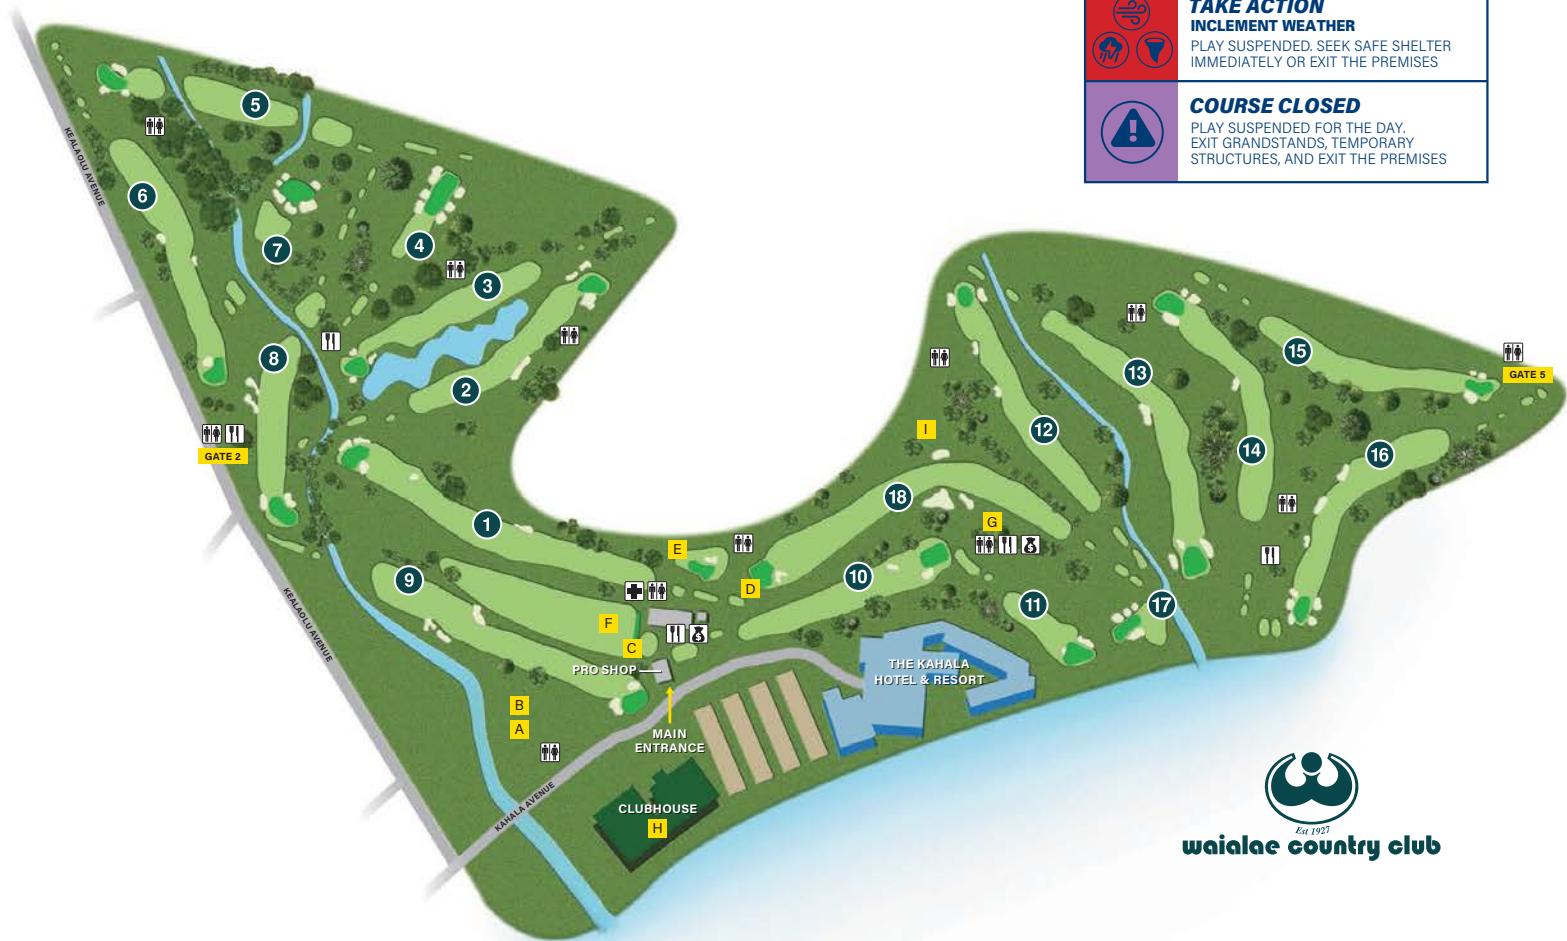 TAKE ACTION
INCLEMENT WEATHER
PLAY SUSPENDED. SEEK SAFE SHELTER
IMMEDIATELY OR EXIT THE PREMISES
COURSE CLOSED
PLAY SUSPENDED FOR THE DAY.
EXIT GRANDSTANDS, TEMPORARY
STRUCTURES, AND EXIT THE PREMISES
KEALAOLU AVENUE
5
6
7
4
3
8
2
GATE 2
1
9
KEALAOLU AVENUE
15
GATE 5
13
12
14
16
I
18
G
E
10
D
11
17
F
C
PRO SHOP
THE KAHALA
HOTEL & RESORT
B
A
MAIN
ENTRANCE
KAHALA AVENUE
CLUBHOUSE
H
Est 1927
waialae country club